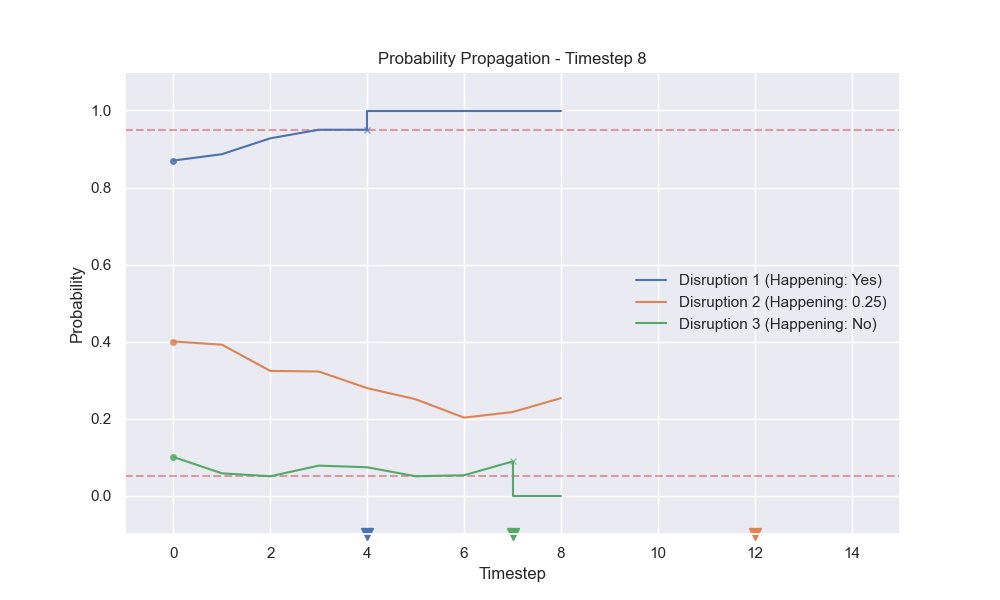 Probability Propagation - Timestep 8
1.0
0.8
0.6
0.4
0.2
0.0
Probability
Disruption 1 (Happening: Yes)
Disruption 2 (Happening: 0.25)
Disruption 3 (Happening: No)
0 2 4 6 8 10 12 14
Timestep